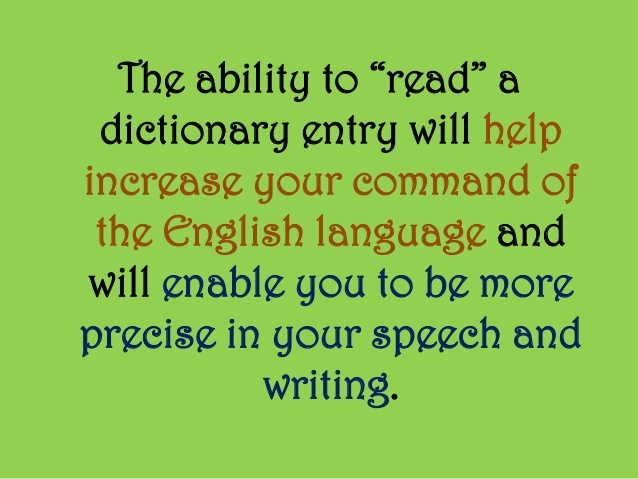 The ability to “read” a
dictionary entry will help
increase your command of
the English language and
will enable you to be more
precise in your speech and
writing.